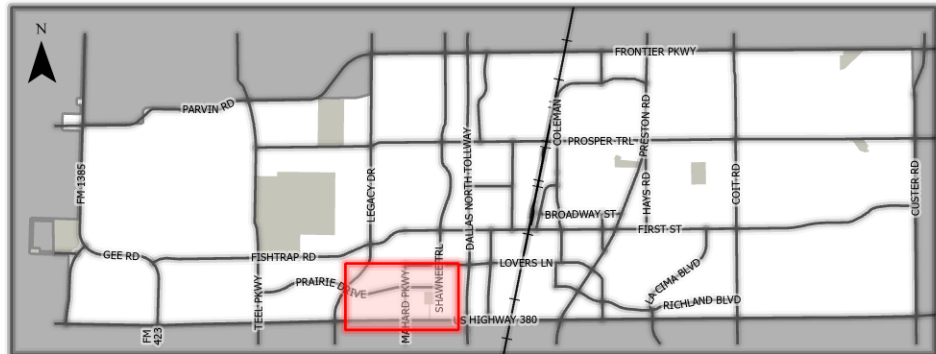 N
FRONTIER PKWY
PARVIN RD
COLEMAN
PRESTON RD
DALLAS NORTH TOLLWAY
PROSPER TRL
FM 1385
LEGACY DR
HAYS RD
COIT RD
CUSTER RD
BROADWAY ST
FIRST ST
GEE RD
FISHTRAP RD
LOVERS LN
SHAWNEE TRL
LA CIMA BLVD
PRAIRIE DRIVE
MAHARD PKWY
TEEL PKWY
RICHLAND BLVD
US HIGHWAY 380
FM
423